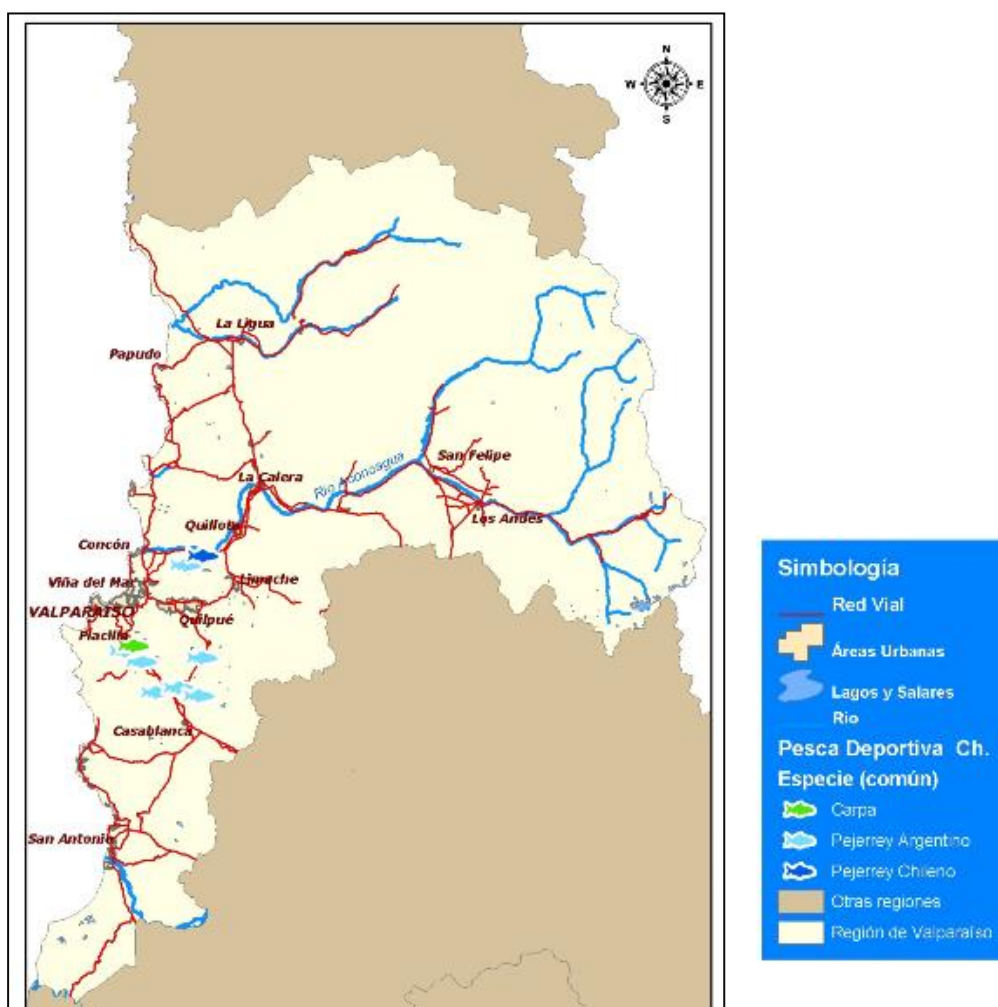 N
W E
S
La Ligua
Papudo
Río Aconcagua
San Felipe
La Calera
Quillota
Los Andes
Concón
Viña del Mar
Limache
VALPARAISO
Quilpué
Placilla
Casablanca
San Antonio
Simbología
Red Vial
Áreas Urbanas
Lagos y Salares
Rio
Pesca Deportiva Ch.
Especie (común)
Carpa
Pejerrey Argentino
Pejerrey Chileno
Otras regiones
Región de Valparaíso